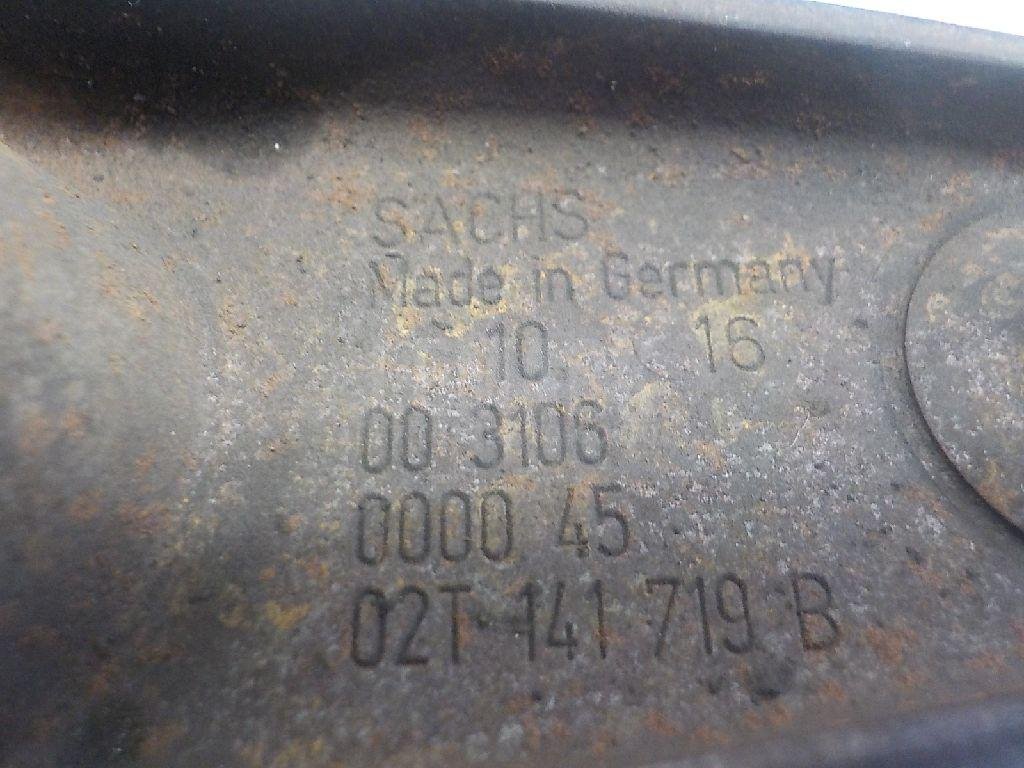 SACHS
Made in Germany
10. 16
00 3106
0000 45
02T 141 719 B